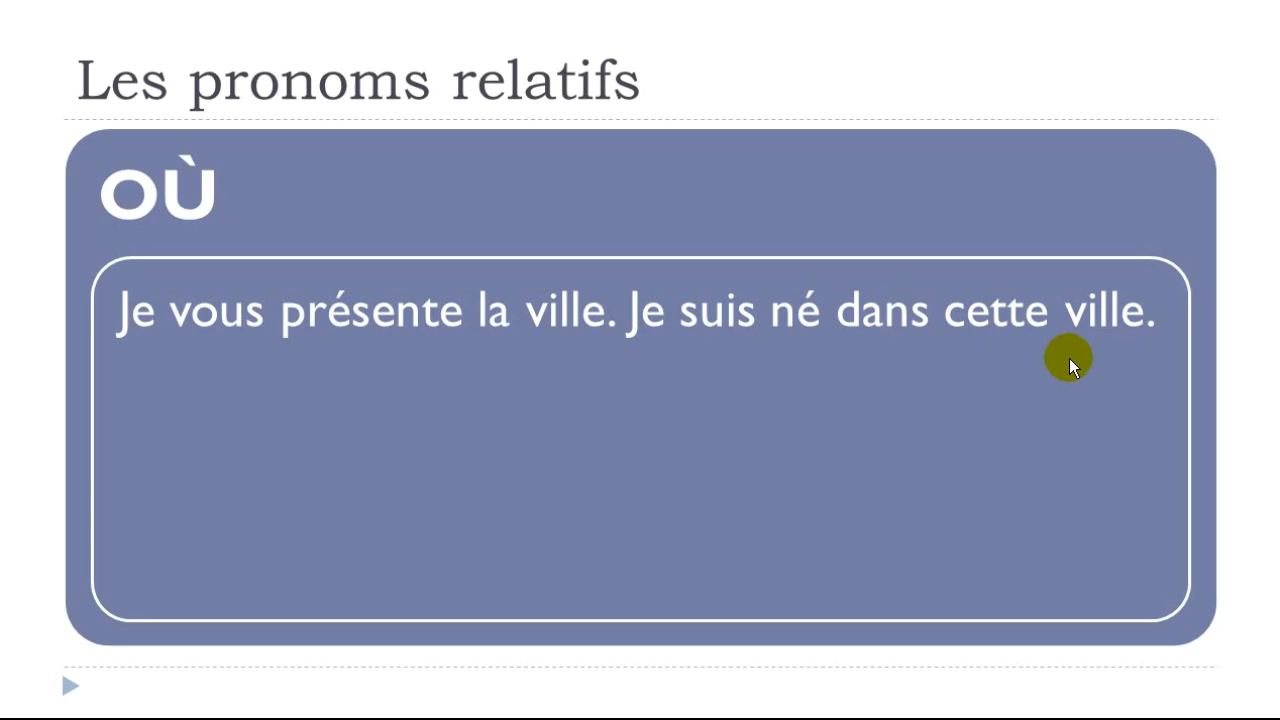 Les pronoms relatifs
OÙ
Je vous présente la ville. Je suis né dans cette ville.